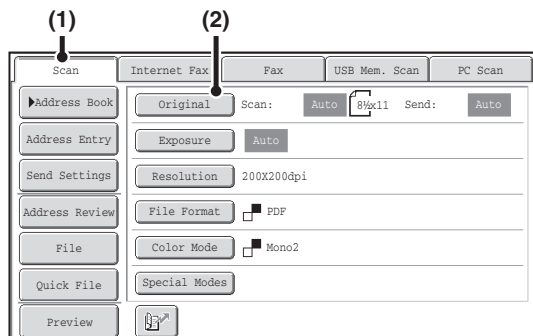 (1) (2)
Scan Internet Fax Fax USB Mem. Scan PC Scan
Address Book Original Scan: Auto 8½x11 Send: Auto
Address Entry Exposure Auto
Send Settings Resolution 200X200dpi
Address Review File Format PDF
File Color Mode Mono2
Quick File Special Modes
Preview